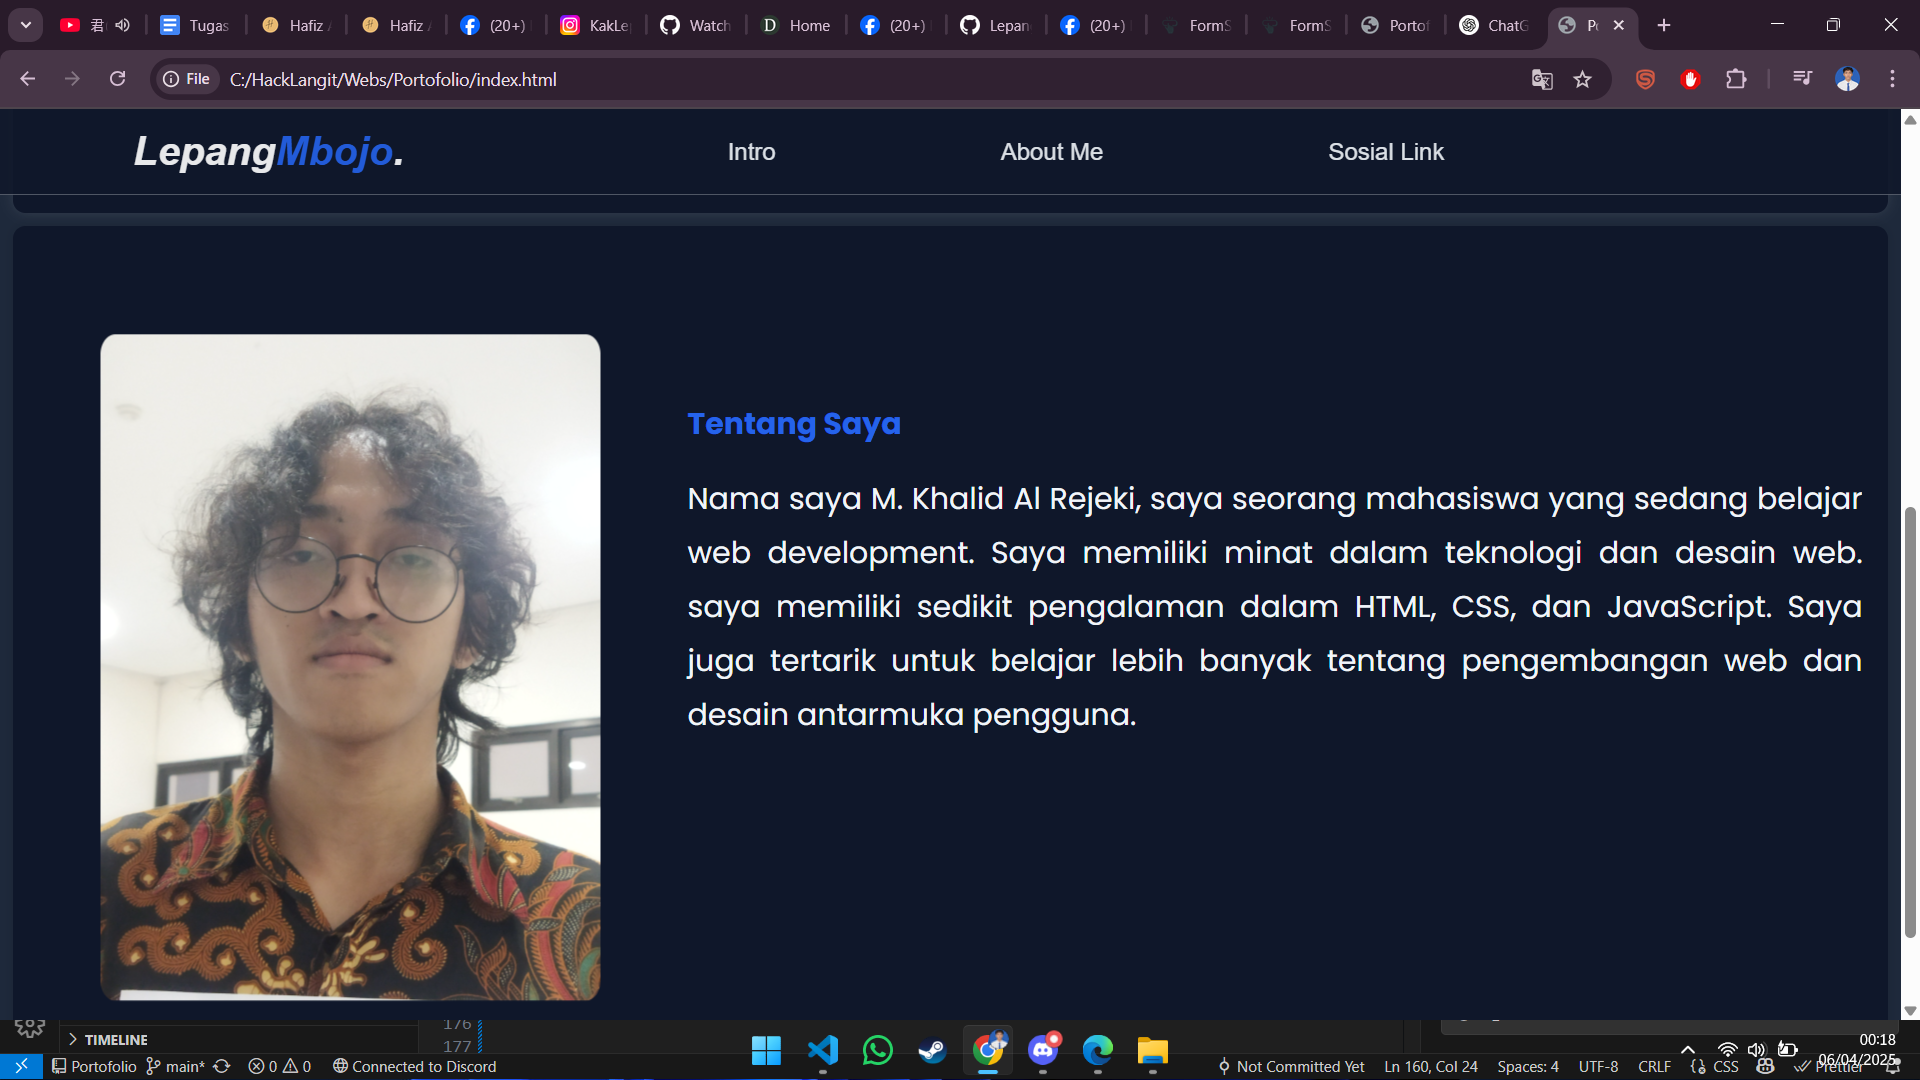 君
Tugas
Hafiz
Hafiz
(20+)
KakLe
Watch
Home
(20+)
Lepan
(20+)
FormS
FormS
Portof
ChatG
File
C:/HackLangit/Webs/Portofolio/index.html
LepangMbojo.
Intro
About Me
Sosial Link
Tentang Saya
Nama saya M. Khalid Al Rejeki, saya seorang mahasiswa yang sedang belajar
web development. Saya memiliki minat dalam teknologi dan desain web.
saya memiliki sedikit pengalaman dalam HTML, CSS, dan JavaScript. Saya
juga tertarik untuk belajar lebih banyak tentang pengembangan web dan
desain antarmuka pengguna.
176
TIMELINE
177
00:18
06/04/2025
Portofolio
main*
0
0
Connected to Discord
Not Committed Yet
Ln 160, Col 24
Spaces: 4
UTF-8
CRLF
CSS
Prettier